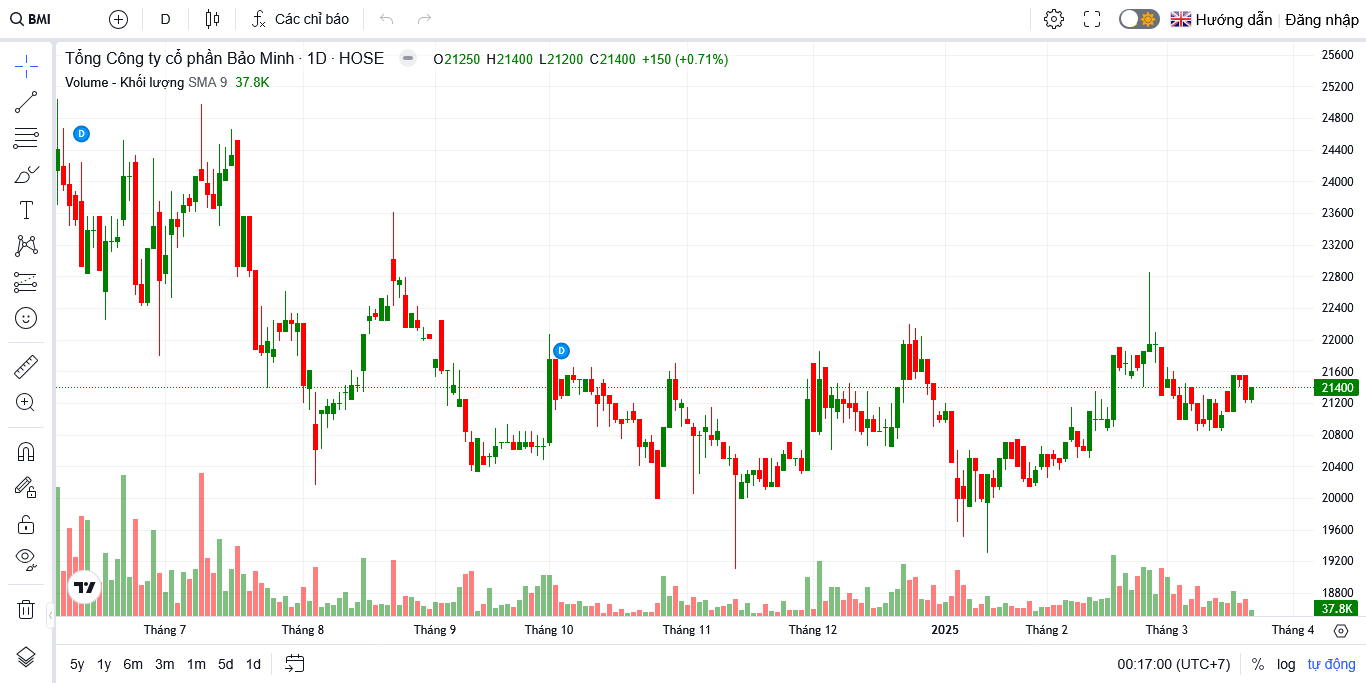 BMI D Các chỉ báo Hướng dẫn Đăng nhập
Tổng Công ty cổ phần Bảo Minh · 1D · HOSE O21250 H21400 L21200 C21400 +150 (+0.71%)
Volume - Khối lượng SMA 9 37.8K
D
D
25600
25200
24800
24400
24000
23600
23200
22800
22400
22000
21600
21400
21200
20800
20400
20000
19600
19200
18800
37.8K
Tháng 7 Tháng 8 Tháng 9 Tháng 10 Tháng 11 Tháng 12 2025 Tháng 2 Tháng 3 Tháng 4
5y 1y 6m 3m 1m 5d 1d 00:17:00 (UTC+7) % log tự động